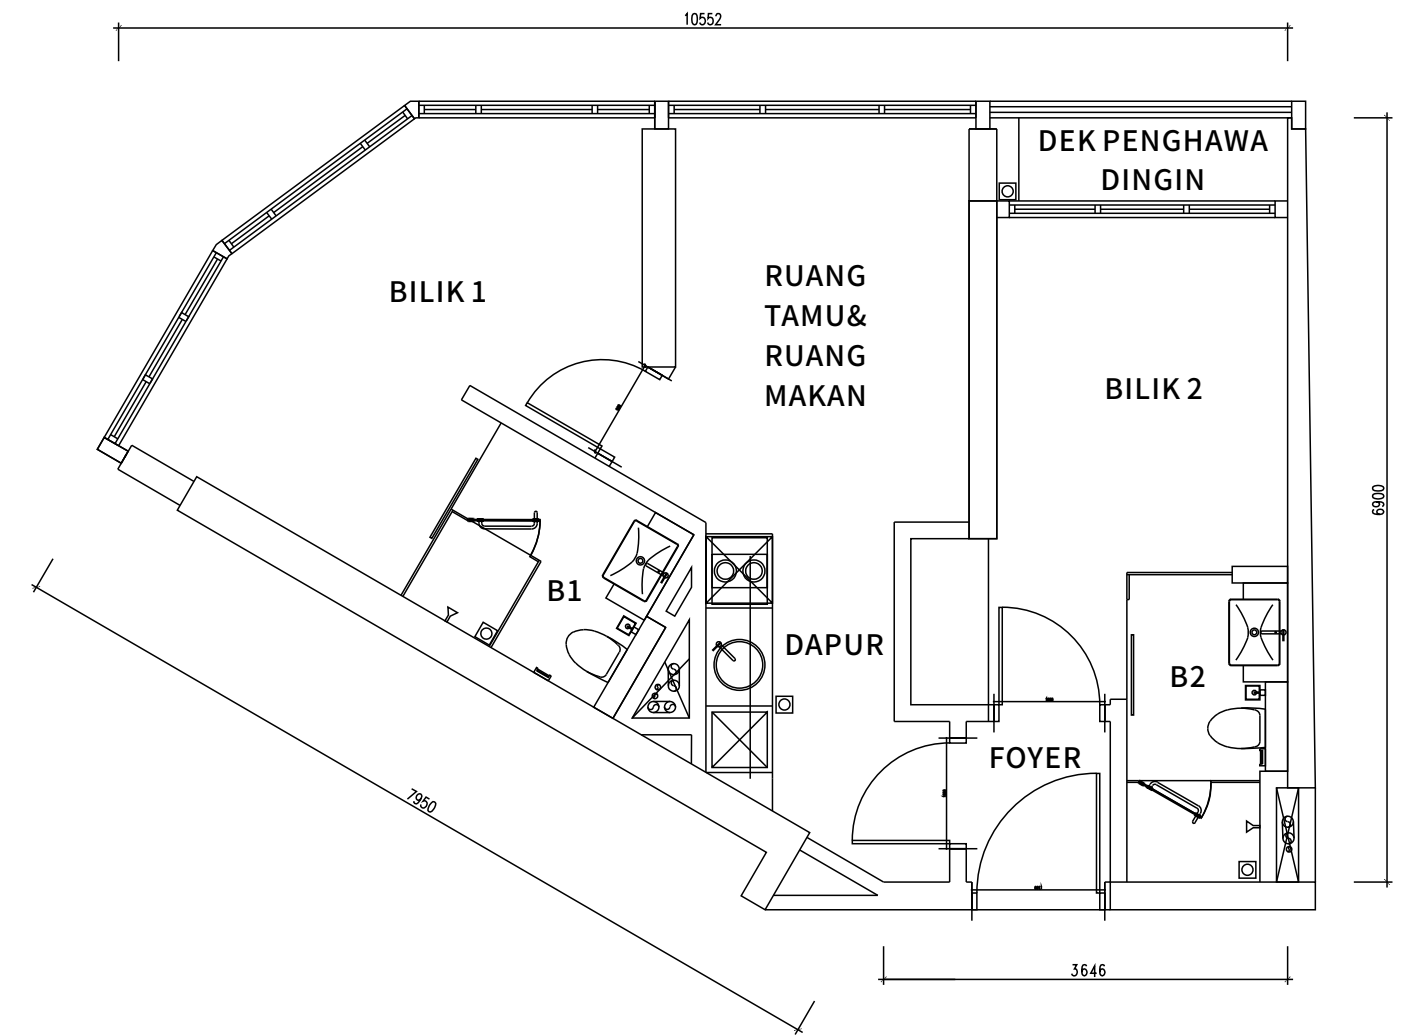 10552
DEK PENGHAWA
DINGIN
BILIK 1
RUANG
TAMU&
RUANG
MAKAN
BILIK 2
6900
B1
DAPUR
B2
FOYER
7950
3646